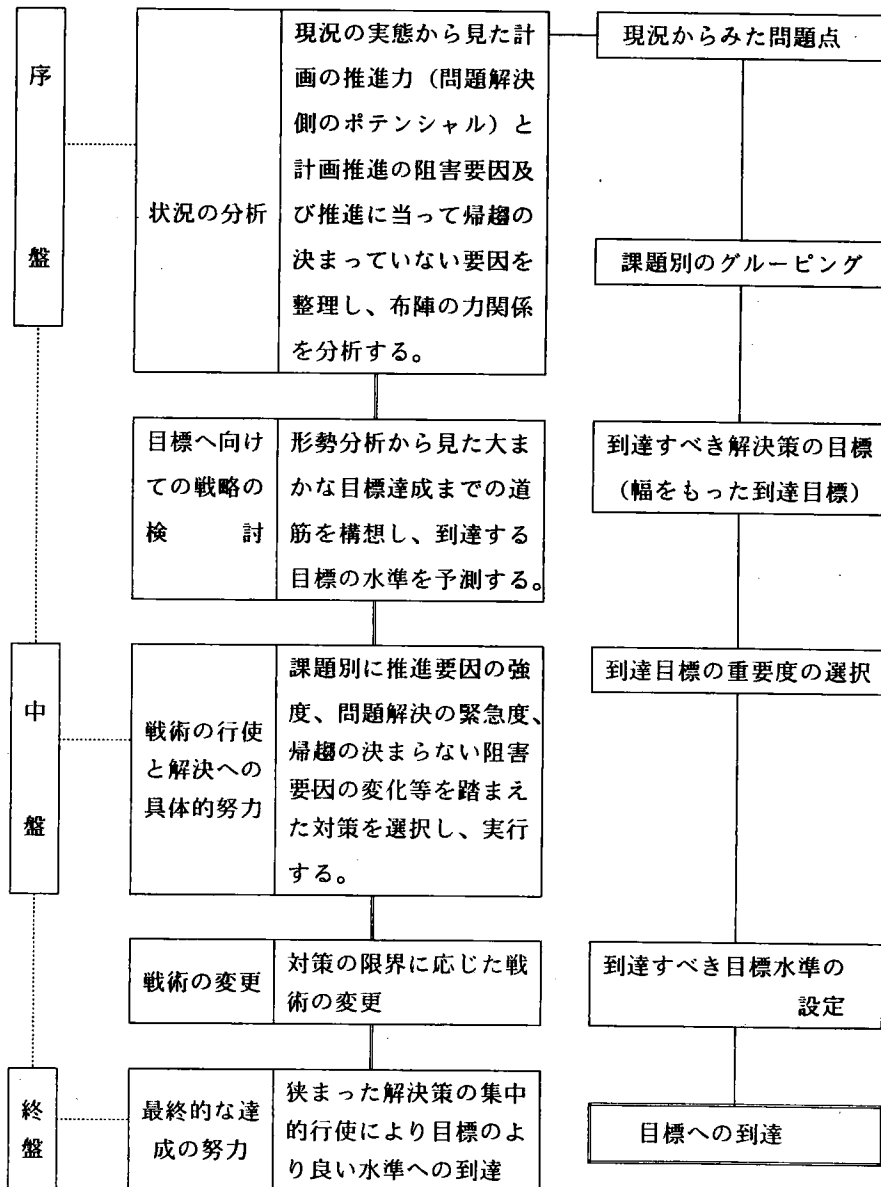 序盤
状況の分析
現況の実態から見た計
画の推進力（問題解決
側のポテンシャル）と
計画推進の阻害要因及
び推進に当って帰趨の
決まっていない要因を
整理し、布陣の力関係
を分析する。
現況からみた問題点
課題別のグルーピング
目標へ向け
ての戦略の
検討
形勢分析から見た大ま
かな目標達成までの道
筋を構想し、到達する
目標の水準を予測する。
到達すべき解決策の目標
（幅をもった到達目標）
中盤
戦術の行使
と解決への
具体的努力
課題別に推進要因の強
度、問題解決の緊急度、
帰趨の決まらない阻害
要因の変化等を踏まえ
た対策を選択し、実行
する。
到達目標の重要度の選択
戦術の変更
対策の限界に応じた戦
術の変更
到達すべき目標水準の
設定
終盤
最終的な達
成の努力
狭まった解決策の集中
的行使により目標のよ
り良い水準への到達
目標への到達